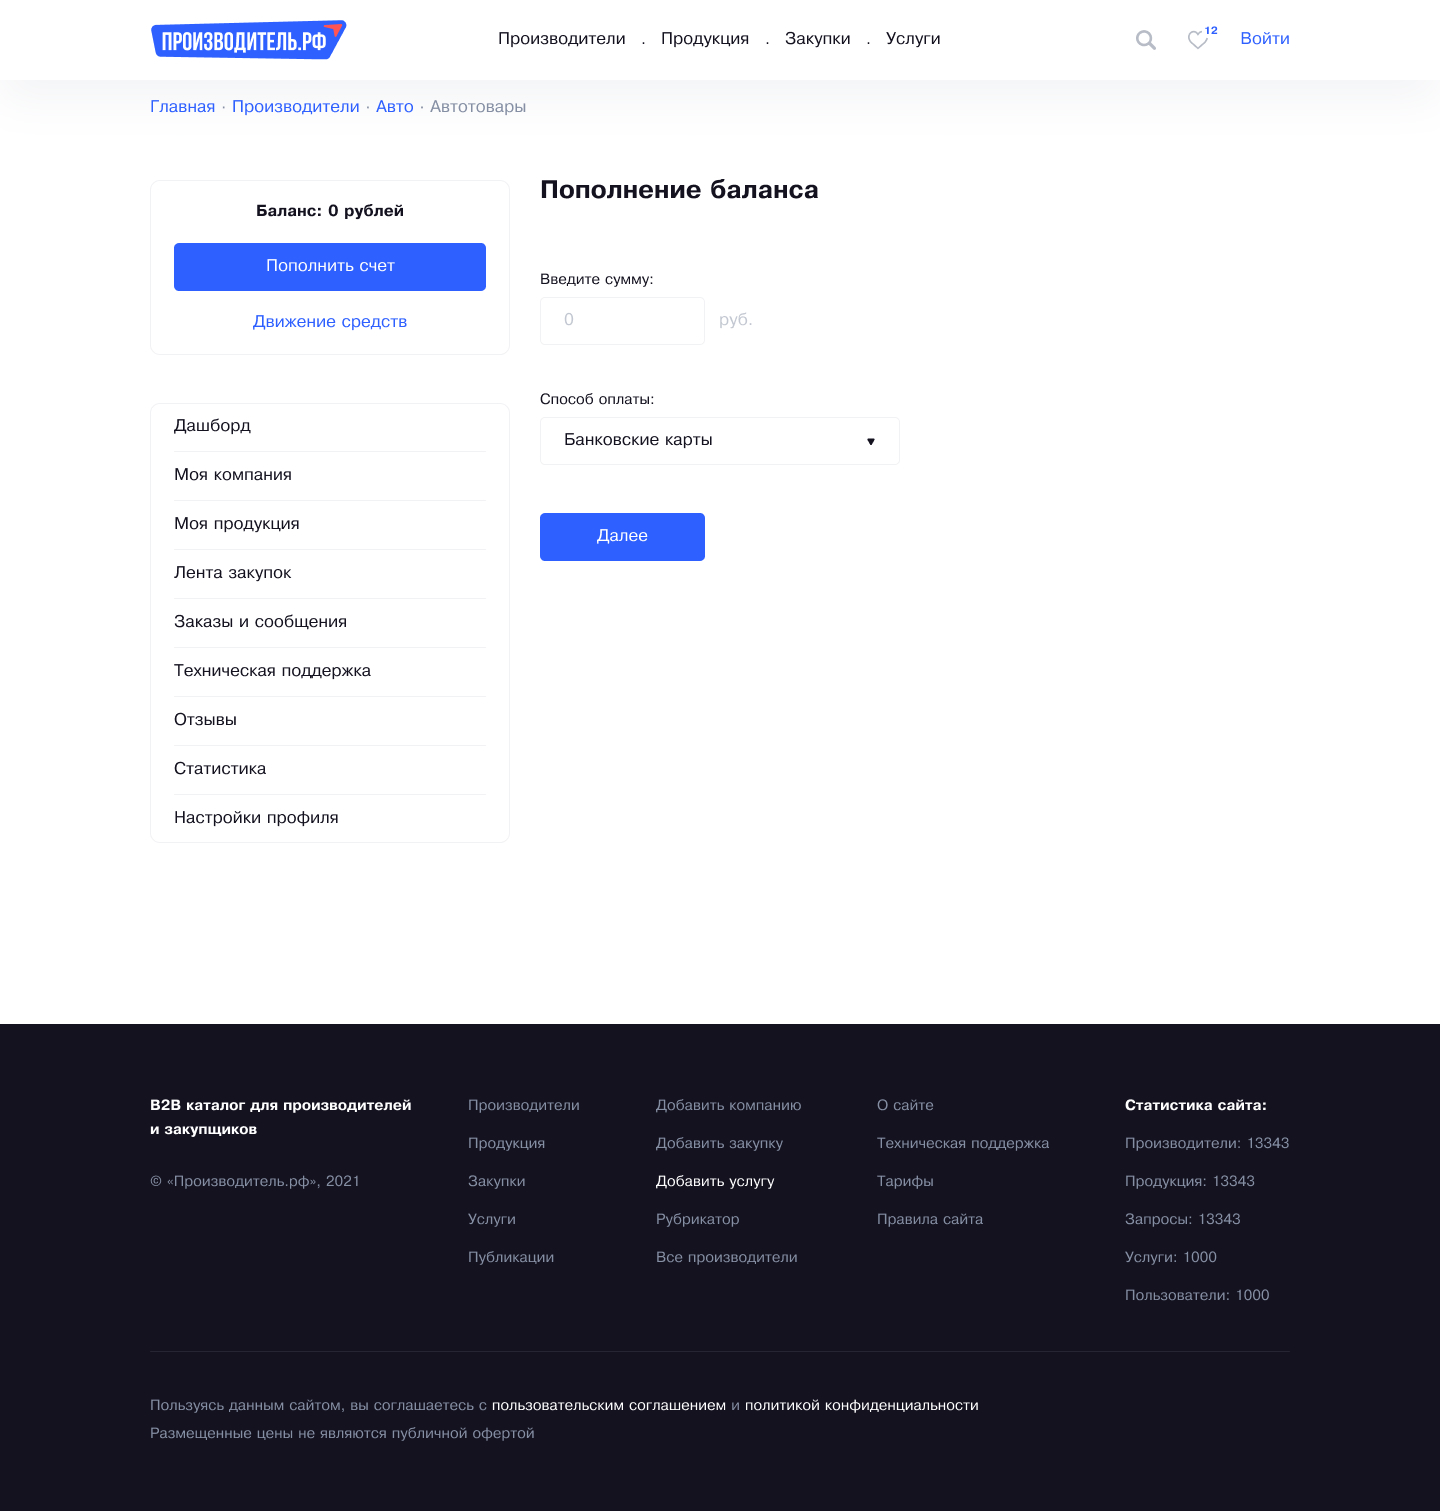 ПРОИЗВОДИТЕЛЬ.РФ
Производители . Продукция . Закупки . Услуги
12
Войти
Главная · Производители · Авто · Автотовары
Баланс: 0 рублей
Пополнить счет
Движение средств
Дашборд
Моя компания
Моя продукция
Лента закупок
Заказы и сообщения
Техническая поддержка
Отзывы
Статистика
Настройки профиля
Пополнение баланса
Введите сумму:
0 руб.
Способ оплаты:
Банковские карты
Далее
B2B каталог для производителей
и закупщиков
© «Производитель.рф», 2021
Производители
Продукция
Закупки
Услуги
Публикации
Добавить компанию
Добавить закупку
Добавить услугу
Рубрикатор
Все производители
О сайте
Техническая поддержка
Тарифы
Правила сайта
Статистика сайта:
Производители: 13343
Продукция: 13343
Запросы: 13343
Услуги: 1000
Пользователи: 1000
Пользуясь данным сайтом, вы соглашаетесь с пользовательским соглашением и политикой конфиденциальности
Размещенные цены не являются публичной офертой